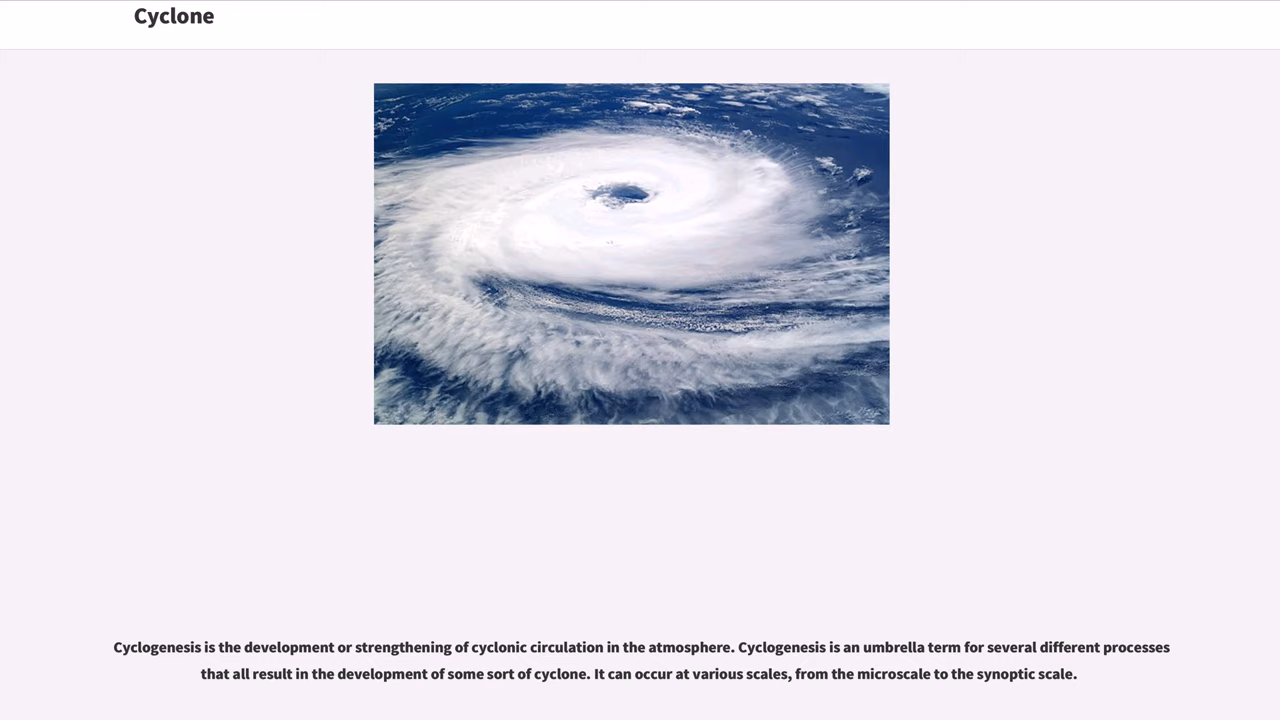 Cyclone
Cyclogenesis is the development or strengthening of cyclonic circulation in the atmosphere. Cyclogenesis is an umbrella term for several different processes
that all result in the development of some sort of cyclone. It can occur at various scales, from the microscale to the synoptic scale.